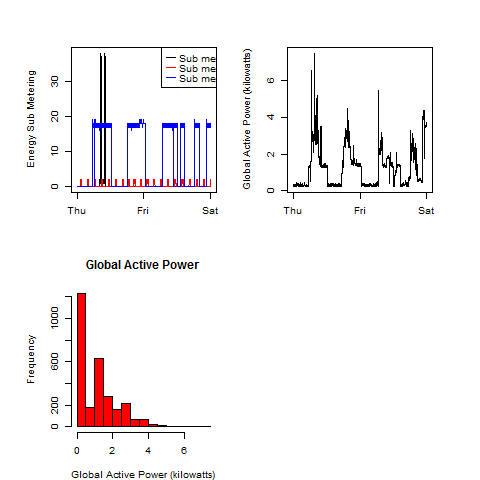 Energy Sub Metering
0 10 20 30
Thu Fri Sat
Sub me
Sub me
Sub me
Global Active Power (kilowatts)
0 2 4 6
Thu Fri Sat
Global Active Power
Frequency
0 200 600 1000
0 2 4 6
Global Active Power (kilowatts)